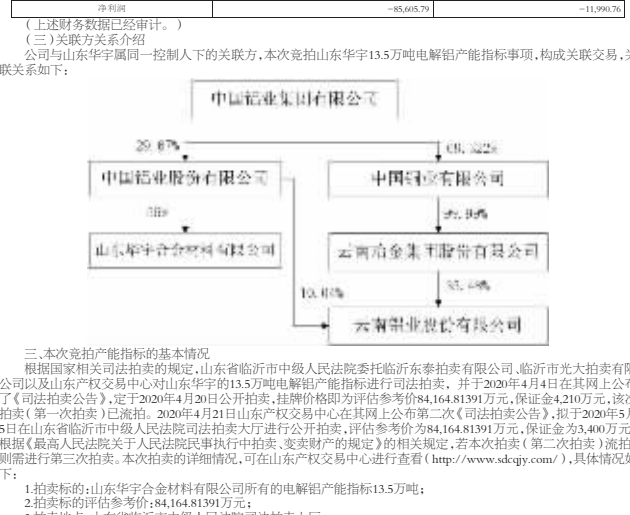 净利润 -85,605.79 -11,990.76
(上述财务数据已经审计。)
(三)关联方关系介绍
公司与山东华宇属同一控制人下的关联方,本次竞拍山东华宇13.5万吨电解铝产能指标事项,构成关联交易,关
联关系如下:
中国铝业集团有限公司
中国铝业股份有限公司 中国铜业有限公司
山东华宇合金材料有限公司 云南冶金集团股份有限公司
云南铝业股份有限公司
三、本次竞拍产能指标的基本情况
根据国家相关司法拍卖的规定,山东省临沂市中级人民法院委托临沂东泰拍卖有限公司、临沂市光大拍卖有限
公司以及山东产权交易中心对山东华宇的13.5万吨电解铝产能指标进行司法拍卖, 并于2020年4月4日在其网上公布
了《司法拍卖公告》,定于2020年4月20日公开拍卖,挂牌价格即为评估参考价84,164.81391万元,保证金4,210万元,该次
拍卖(第一次拍卖)已流拍。2020年4月21日山东产权交易中心在其网上公布第二次《司法拍卖公告》,拟于2020年5月
5日在山东省临沂市中级人民法院司法拍卖大厅进行公开拍卖,评估参考价为84,164.81391万元,保证金为3,400万元。
根据《最高人民法院关于人民法院民事执行中拍卖、变卖财产的规定》的相关规定,若本次拍卖(第二次拍卖)流拍,
则需进行第三次拍卖。本次拍卖的详细情况,可在山东产权交易中心进行查看(http://www.sdcqjy.com/),具体情况如
下:
1.拍卖标的:山东华宇合金材料有限公司所有的电解铝产能指标13.5万吨;
2.拍卖标的评估参考价:84,164.81391万元;